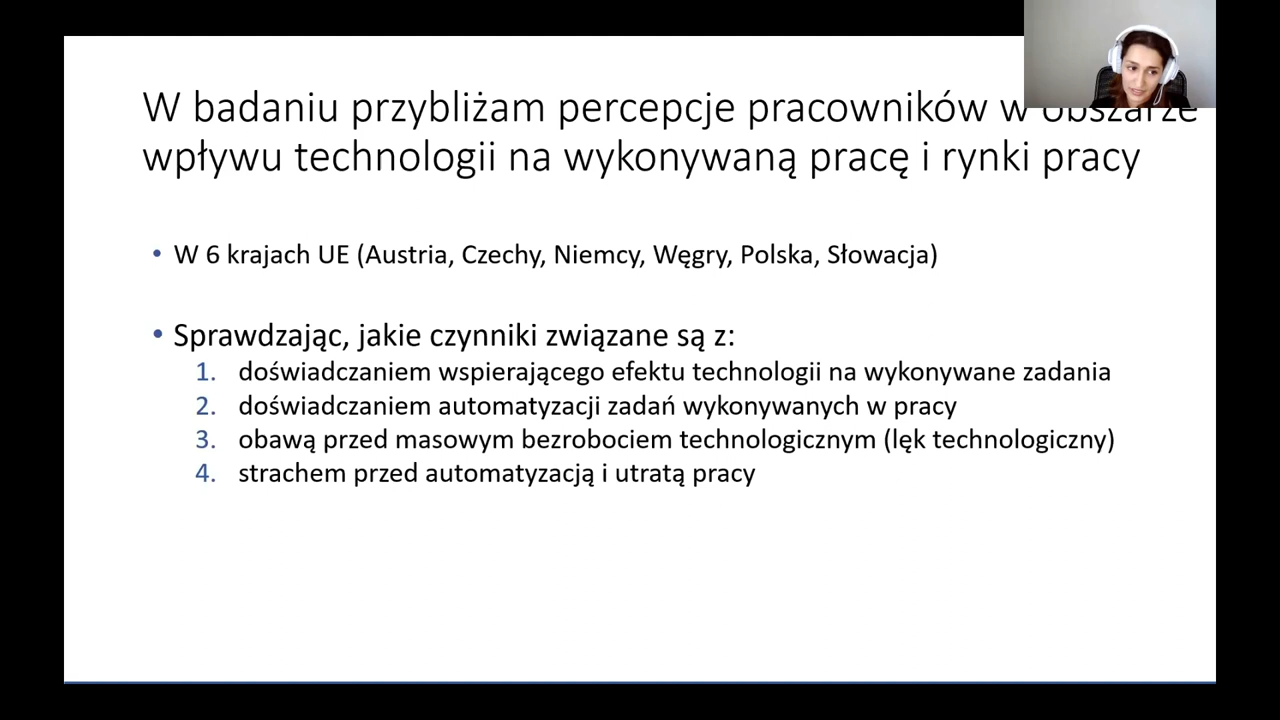 W badaniu przybliżam percepcje pracowników w obszarze
wpływu technologii na wykonywaną pracę i rynki pracy
• W 6 krajach UE (Austria, Czechy, Niemcy, Węgry, Polska, Słowacja)
• Sprawdzając, jakie czynniki związane są z:
1. doświadczaniem wspierającego efektu technologii na wykonywane zadania
2. doświadczaniem automatyzacji zadań wykonywanych w pracy
3. obawą przed masowym bezrobociem technologicznym (lęk technologiczny)
4. strachem przed automatyzacją i utratą pracy